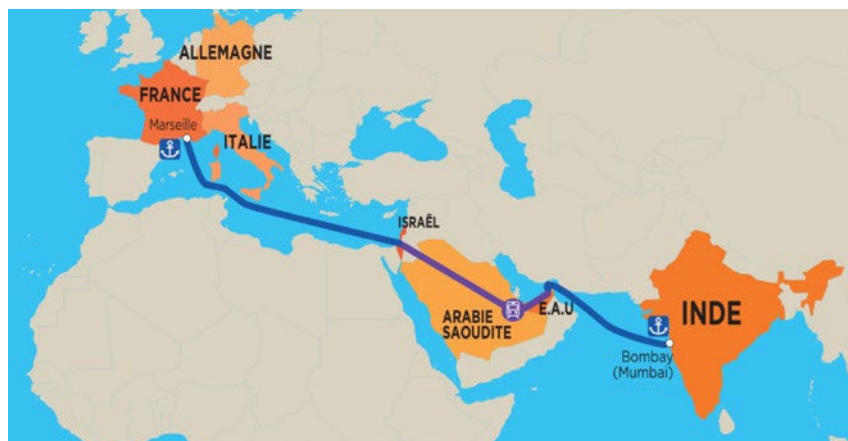 ALLEMAGNE
FRANCE
Marseille
ITALIE
ISRAËL
ARABIE
SAOUDITE
E.A.U
INDE
Bombay
(Mumbai)